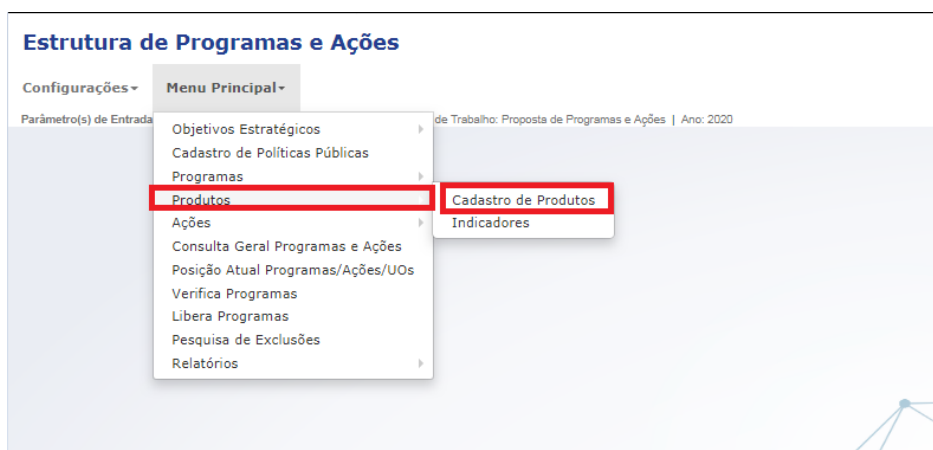 Estrutura de Programas e Ações
Configurações Menu Principal
Parâmetro(s) de Entrada de Trabalho: Proposta de Programas e Ações | Ano: 2020
Objetivos Estratégicos
Cadastro de Políticas Públicas
Programas
Produtos Cadastro de Produtos
Ações Indicadores
Consulta Geral Programas e Ações
Posição Atual Programas/Ações/UOs
Verifica Programas
Libera Programas
Pesquisa de Exclusões
Relatórios